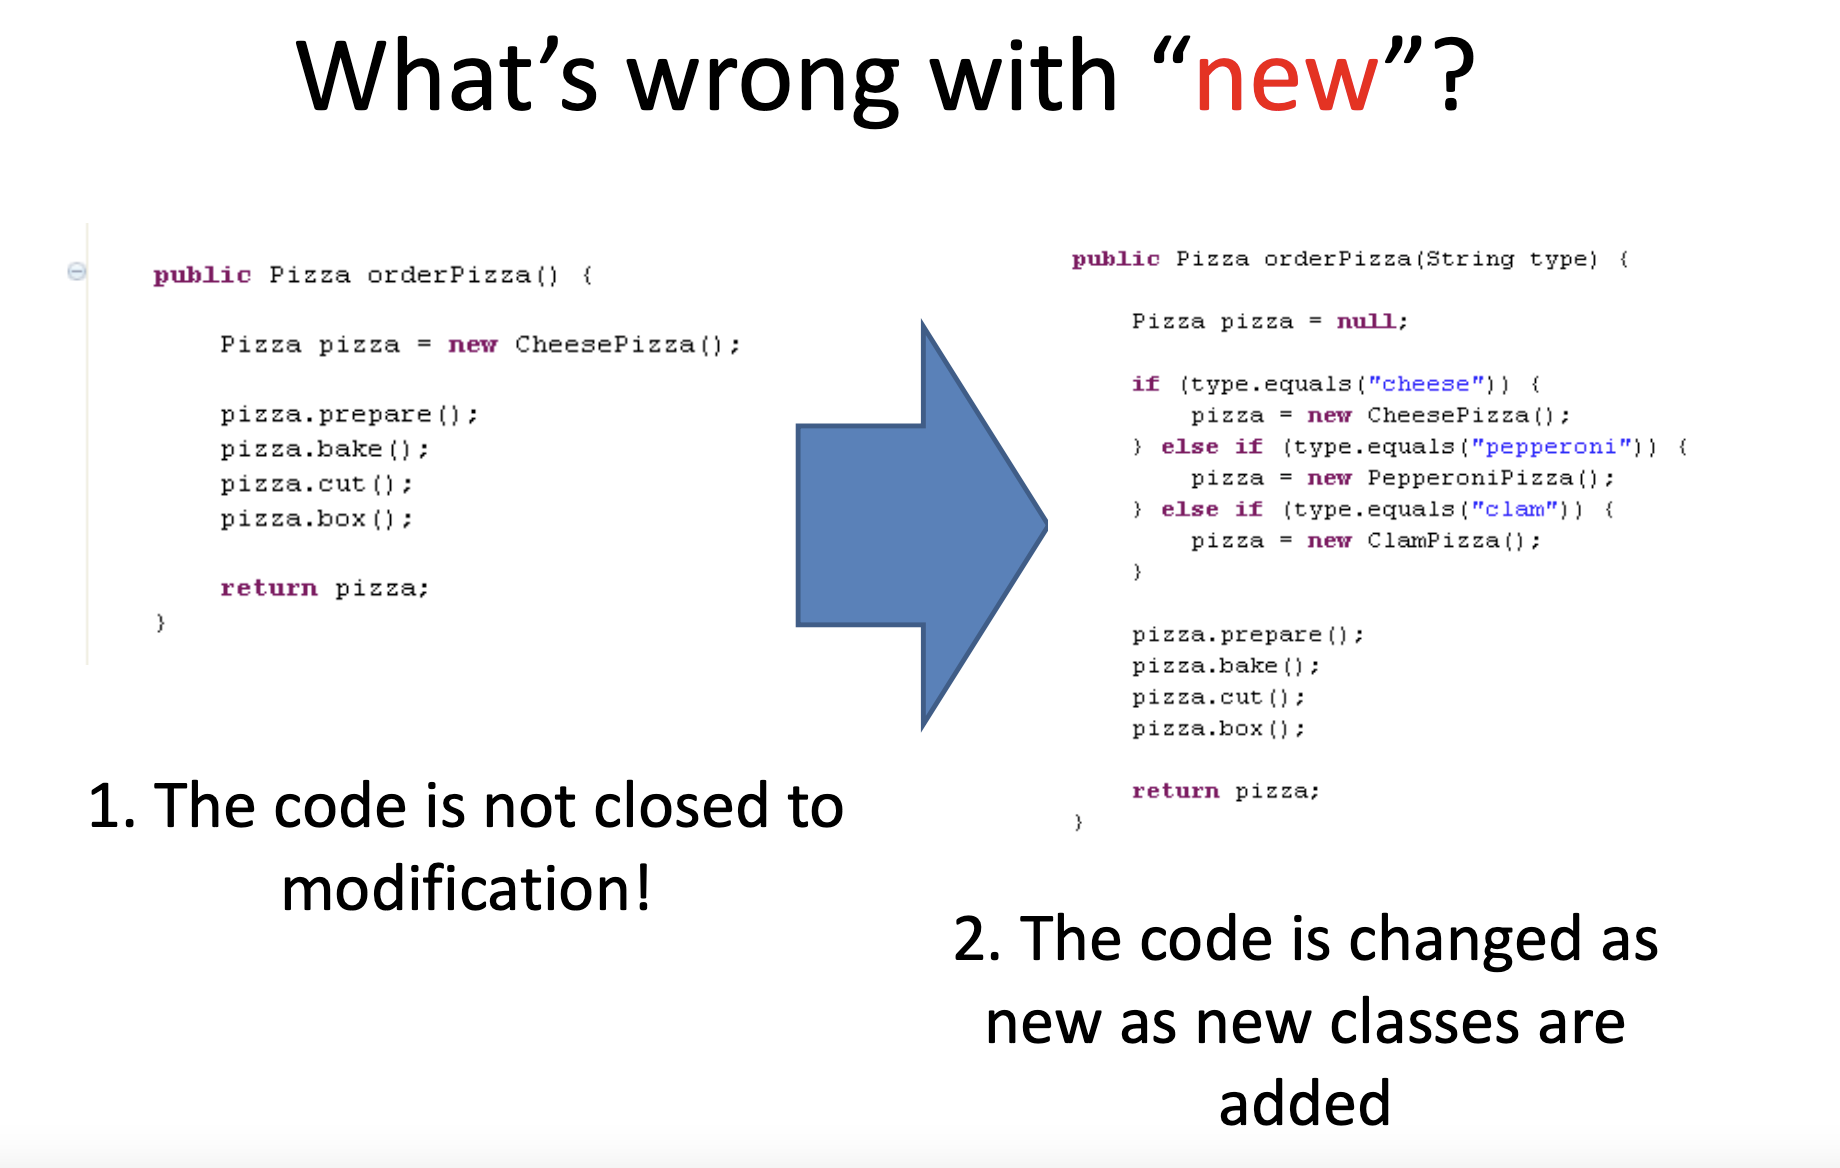 What’s wrong with “new”?
public Pizza orderPizza() {
Pizza pizza = new CheesePizza();
pizza.prepare();
pizza.bake();
pizza.cut();
pizza.box();
return pizza;
}
1. The code is not closed to
modification!
public Pizza orderPizza(String type) {
Pizza pizza = null;
if (type.equals("cheese")) {
pizza = new CheesePizza();
} else if (type.equals("pepperoni")) {
pizza = new PepperoniPizza();
} else if (type.equals("clam")) {
pizza = new ClamPizza();
}
pizza.prepare();
pizza.bake();
pizza.cut();
pizza.box();
return pizza;
}
2. The code is changed as
new as new classes are
added